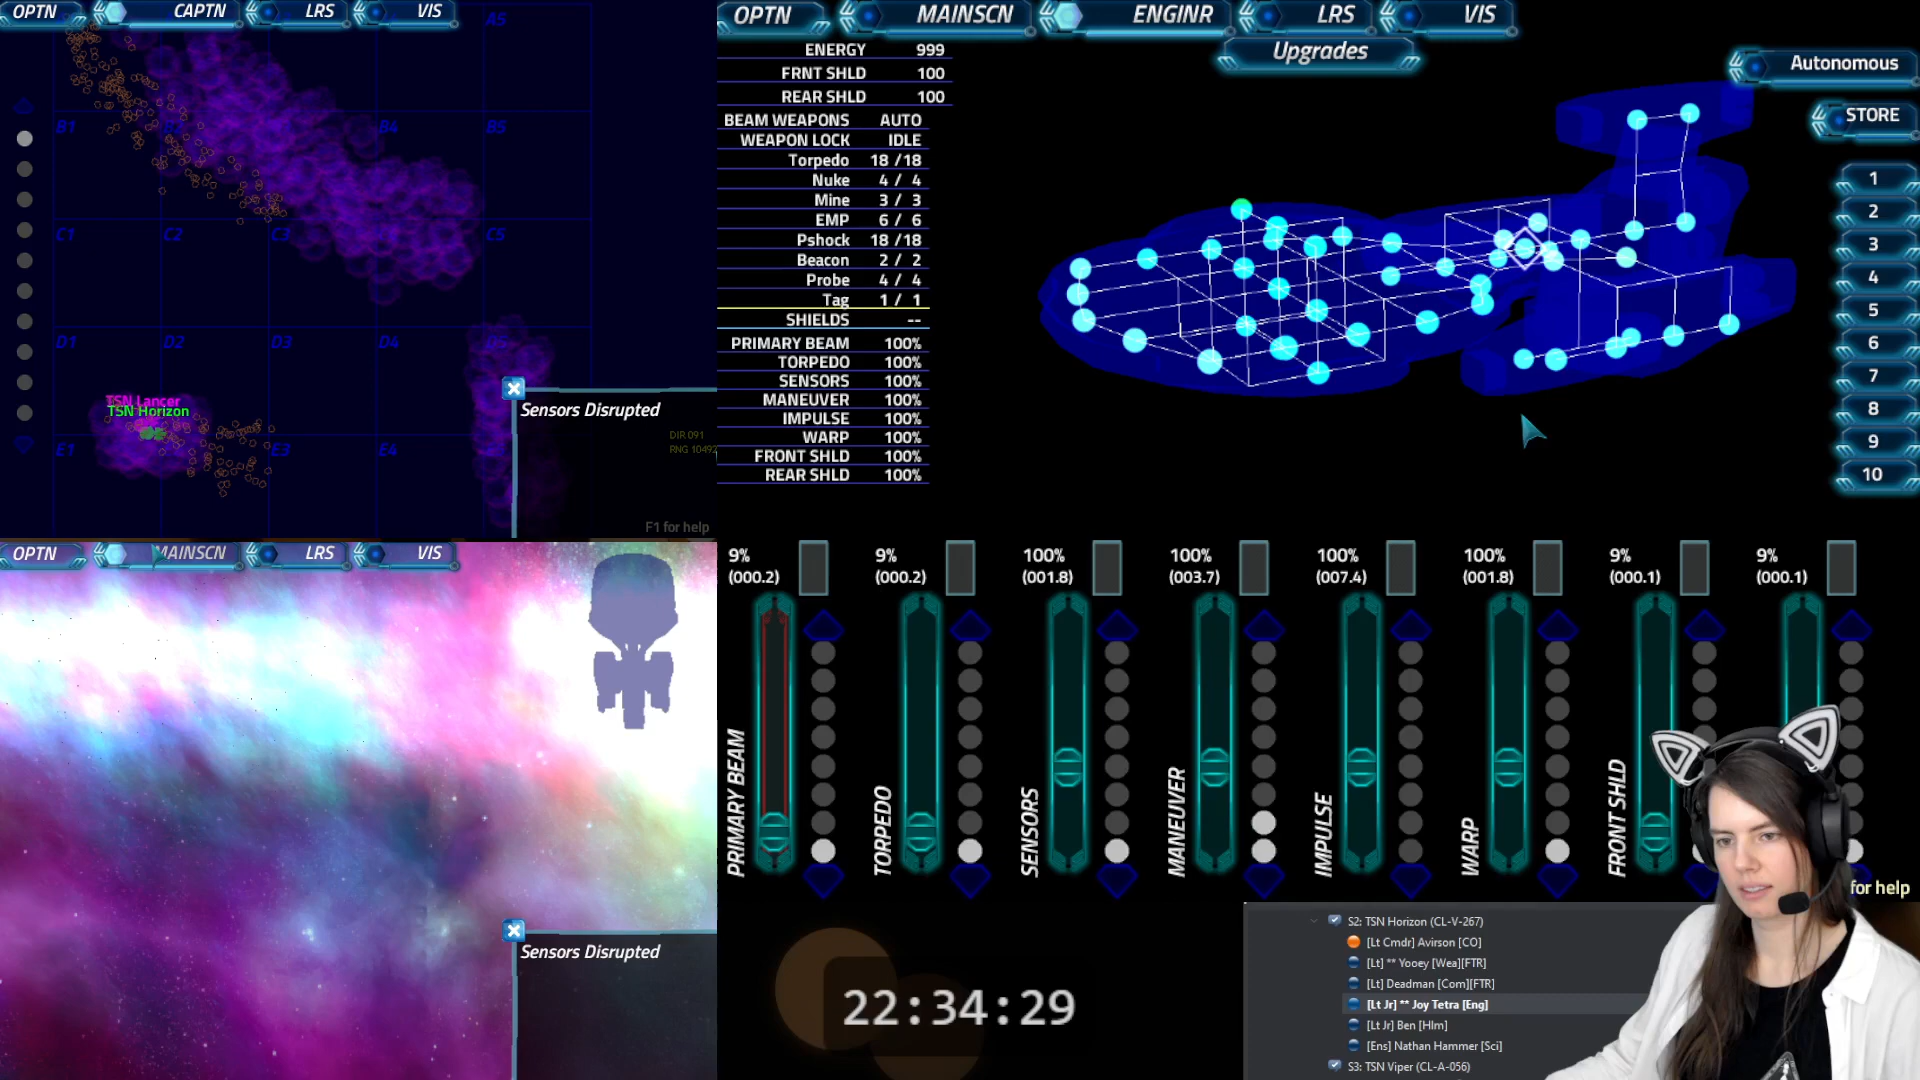 OPTN
CAPTN
LRS
VIS
A5
B1
B4
B5
C1
C2
C3
C5
D1
D2
D3
D4
D5
E1
E3
E4
TSN Lancer
TSN Horizon
Sensors Disrupted
DIR 091
F1 for help
OPTN
MAINSCN
ENGINR
LRS
VIS
Upgrades
Autonomous
STORE
1
2
3
4
5
6
7
8
9
10
ENERGY 999
FRNT SHLD 100
REAR SHLD 100
BEAM WEAPONS AUTO
WEAPON LOCK IDLE
Torpedo 18 /18
Nuke 4 / 4
Mine 3 / 3
EMP 6 / 6
Pshock 18 /18
Beacon 2 / 2
Probe 4 / 4
Tag 1 / 1
SHIELDS --
PRIMARY BEAM 100%
TORPEDO 100%
SENSORS 100%
MANEUVER 100%
IMPULSE 100%
WARP 100%
FRONT SHLD 100%
REAR SHLD 100%
OPTN
MAINSCN
LRS
VIS
Sensors Disrupted
9%
(000.2)
PRIMARY BEAM
9%
(000.2)
TORPEDO
100%
(001.8)
SENSORS
100%
(003.7)
MANEUVER
100%
(007.4)
IMPULSE
100%
(001.8)
WARP
9%
(000.1)
FRONT SHLD
9%
(000.1)
for help
22:34:29
S2: TSN Horizon (CL-V-267)
[Lt Cmdr] Avirson [CO]
[Lt] ** Yooey [Wea][FTR]
[Lt] Deadman [Com][FTR]
[Lt Jr] ** Joy Tetra [Eng]
[Lt Jr] Ben [Hlm]
[Ens] Nathan Hammer [Sci]
S3: TSN Viper (CL-A-056)